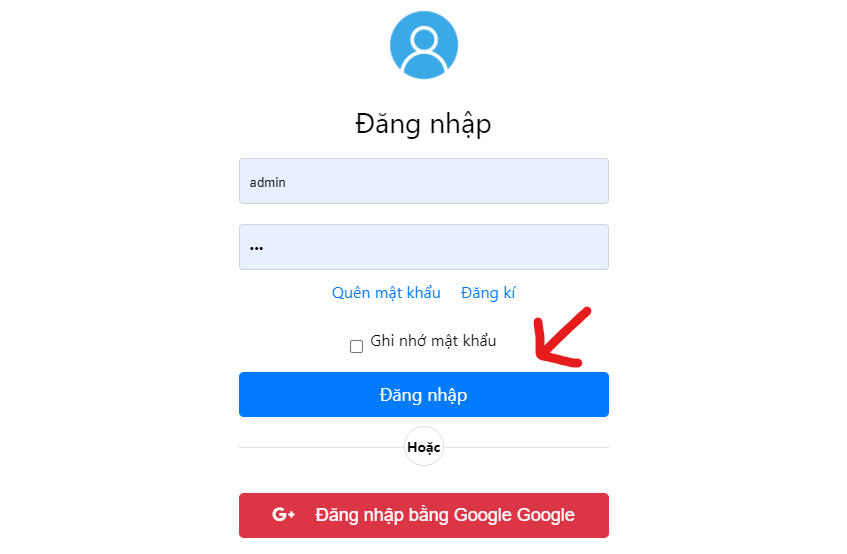 Đăng nhập
admin
•••
Quên mật khẩu Đăng kí
Ghi nhớ mật khẩu
Đăng nhập
Hoặc
G+ Đăng nhập bằng Google Google